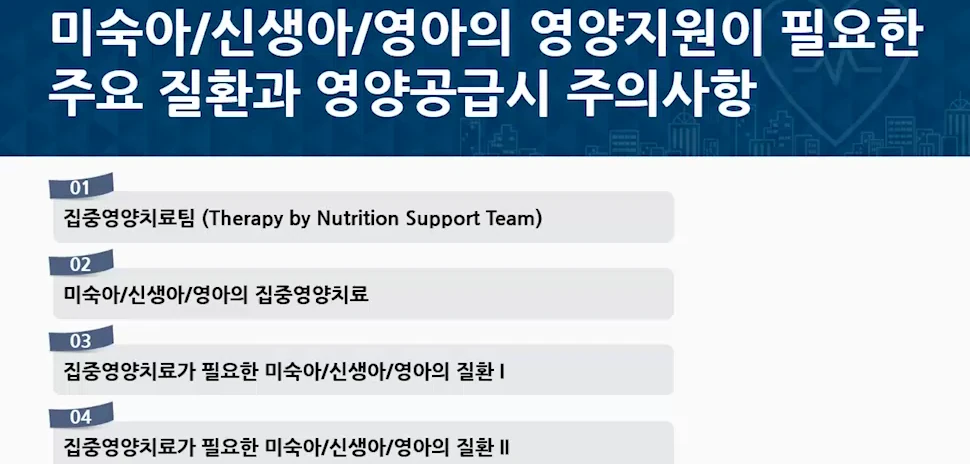 미숙아/신생아/영아의 영양지원이 필요한
주요 질환과 영양공급시 주의사항
01
집중영양치료팀 (Therapy by Nutrition Support Team)
02
미숙아/신생아/영아의 집중영양치료
03
집중영양치료가 필요한 미숙아/신생아/영아의 질환 I
04
집중영양치료가 필요한 미숙아/신생아/영아의 질환 II